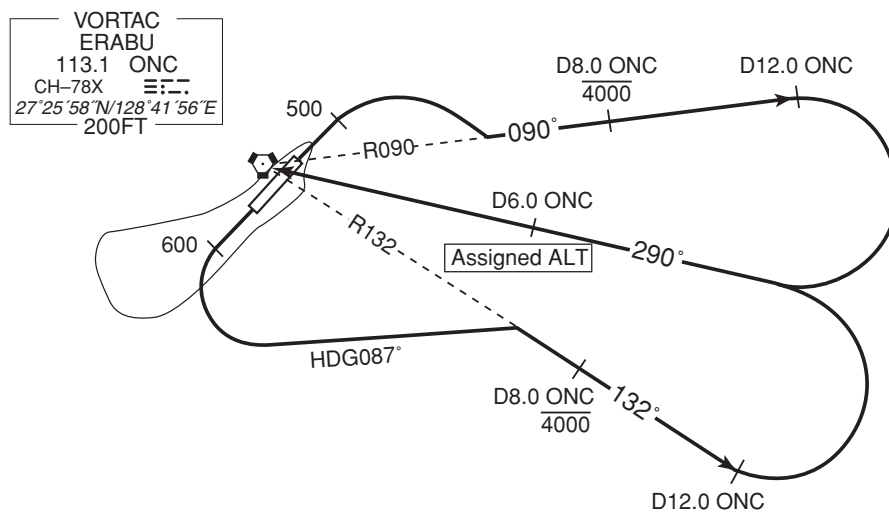 VORTAC
ERABU
113.1 ONC
CH–78X
27°25´58˝N/128°41´56˝E
200FT
500
R090
090°
D8.0 ONC
4000
D12.0 ONC
D6.0 ONC
Assigned ALT
290°
R132
600
HDG087°
D8.0 ONC
4000
132°
D12.0 ONC